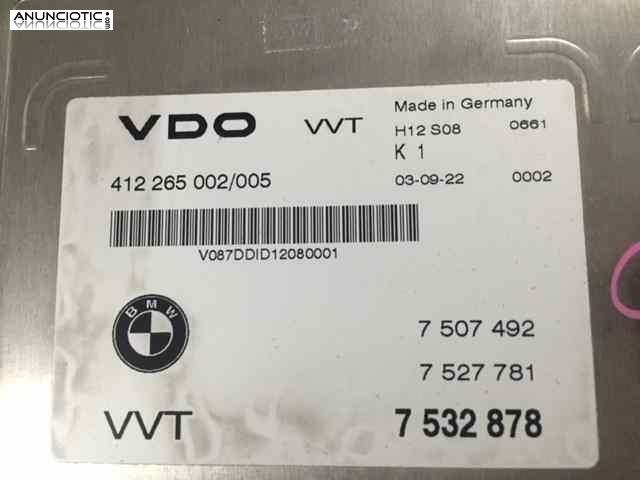 ANUNCIOTIC
VDO VVT
Made in Germany
H12 S08 0661
K 1
412 265 002/005
03-09-22 0002
V087DDID12080001
BMW
7 507 492
7 527 781
VVT 7 532 878